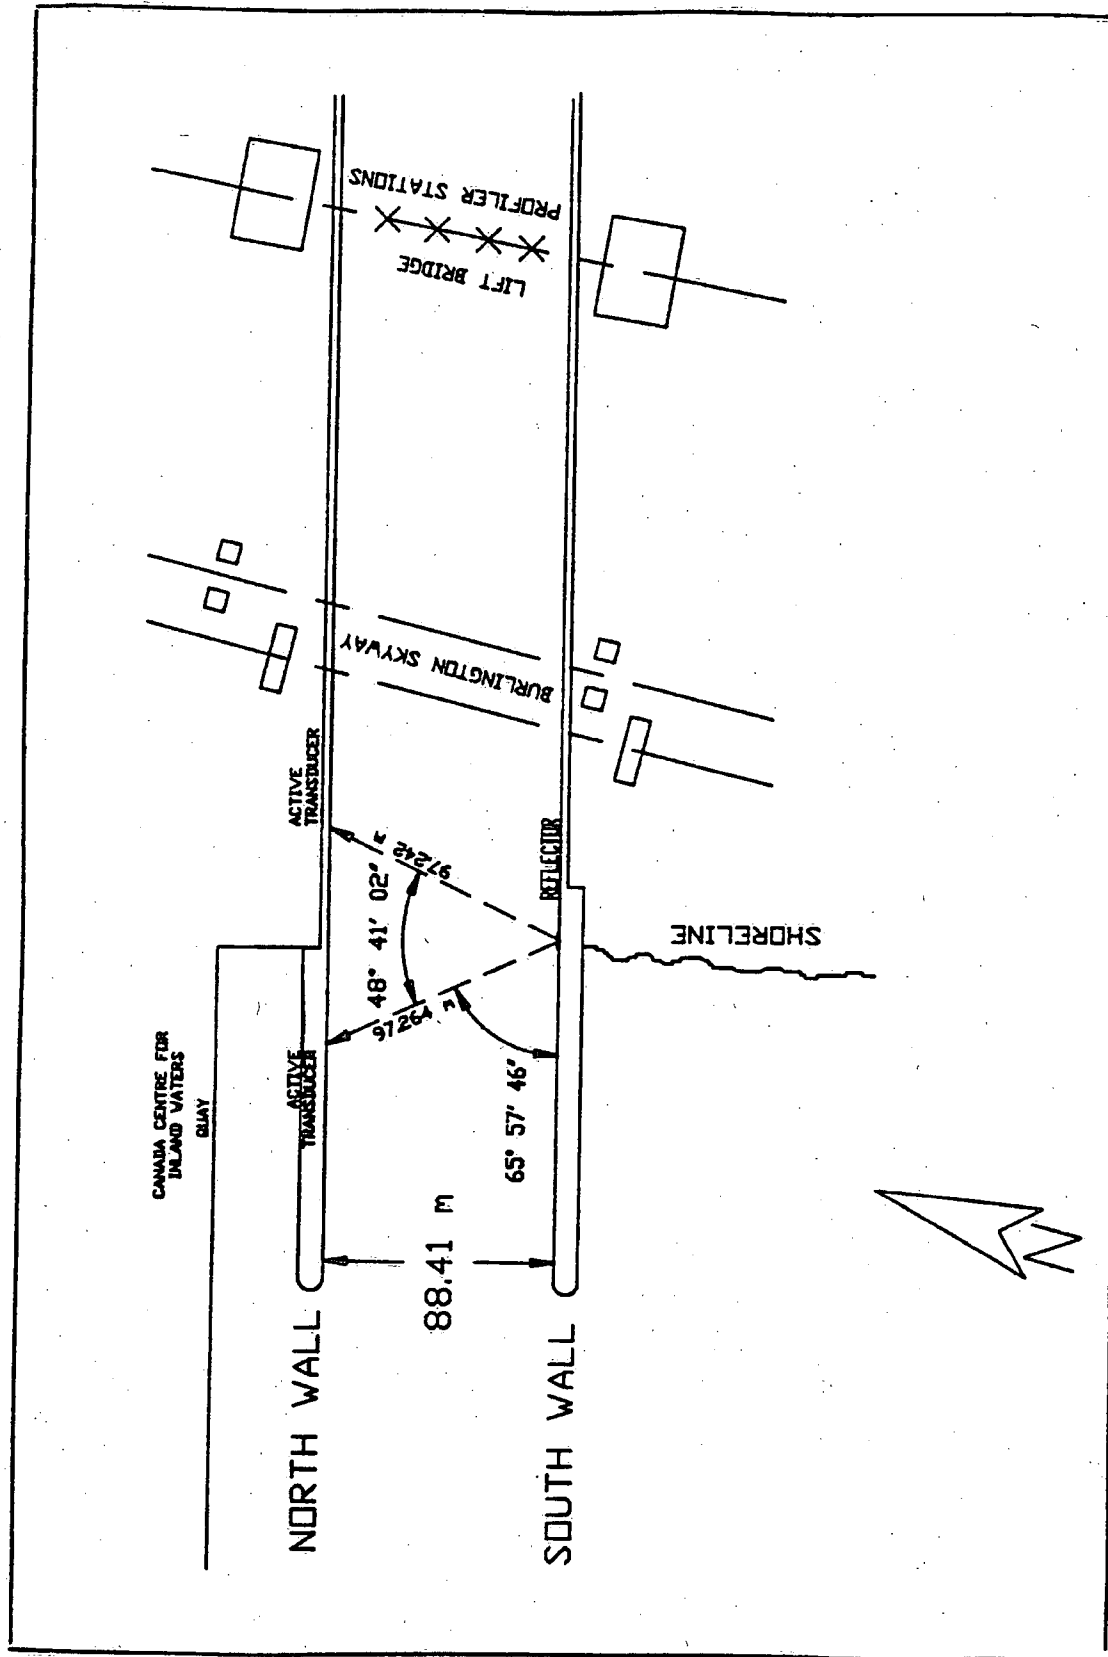 PROFILER STATIONS
LIFT BRIDGE
BURLINGTON SKYWAY
ACTIVE
TRANSDUCER
97.242 M
48° 41' 02"
97.264 M
REFLECTOR
SHORELINE
CANADA CENTRE FOR
INLAND WATERS
QUAY
ACTIVE
TRANSDUCER
65° 57' 46"
88.41 m
NORTH WALL
SOUTH WALL